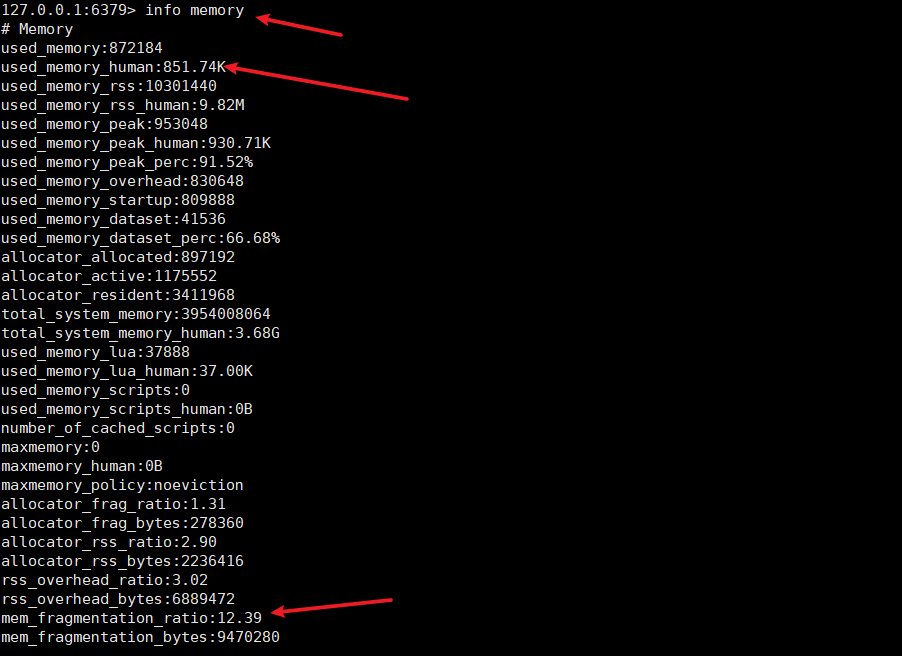 127.0.0.1:6379> info memory
# Memory
used_memory:872184
used_memory_human:851.74K
used_memory_rss:10301440
used_memory_rss_human:9.82M
used_memory_peak:953048
used_memory_peak_human:930.71K
used_memory_peak_perc:91.52%
used_memory_overhead:830648
used_memory_startup:809888
used_memory_dataset:41536
used_memory_dataset_perc:66.68%
allocator_allocated:897192
allocator_active:1175552
allocator_resident:3411968
total_system_memory:3954008064
total_system_memory_human:3.68G
used_memory_lua:37888
used_memory_lua_human:37.00K
used_memory_scripts:0
used_memory_scripts_human:0B
number_of_cached_scripts:0
maxmemory:0
maxmemory_human:0B
maxmemory_policy:noeviction
allocator_frag_ratio:1.31
allocator_frag_bytes:278360
allocator_rss_ratio:2.90
allocator_rss_bytes:2236416
rss_overhead_ratio:3.02
rss_overhead_bytes:6889472
mem_fragmentation_ratio:12.39
mem_fragmentation_bytes:9470280